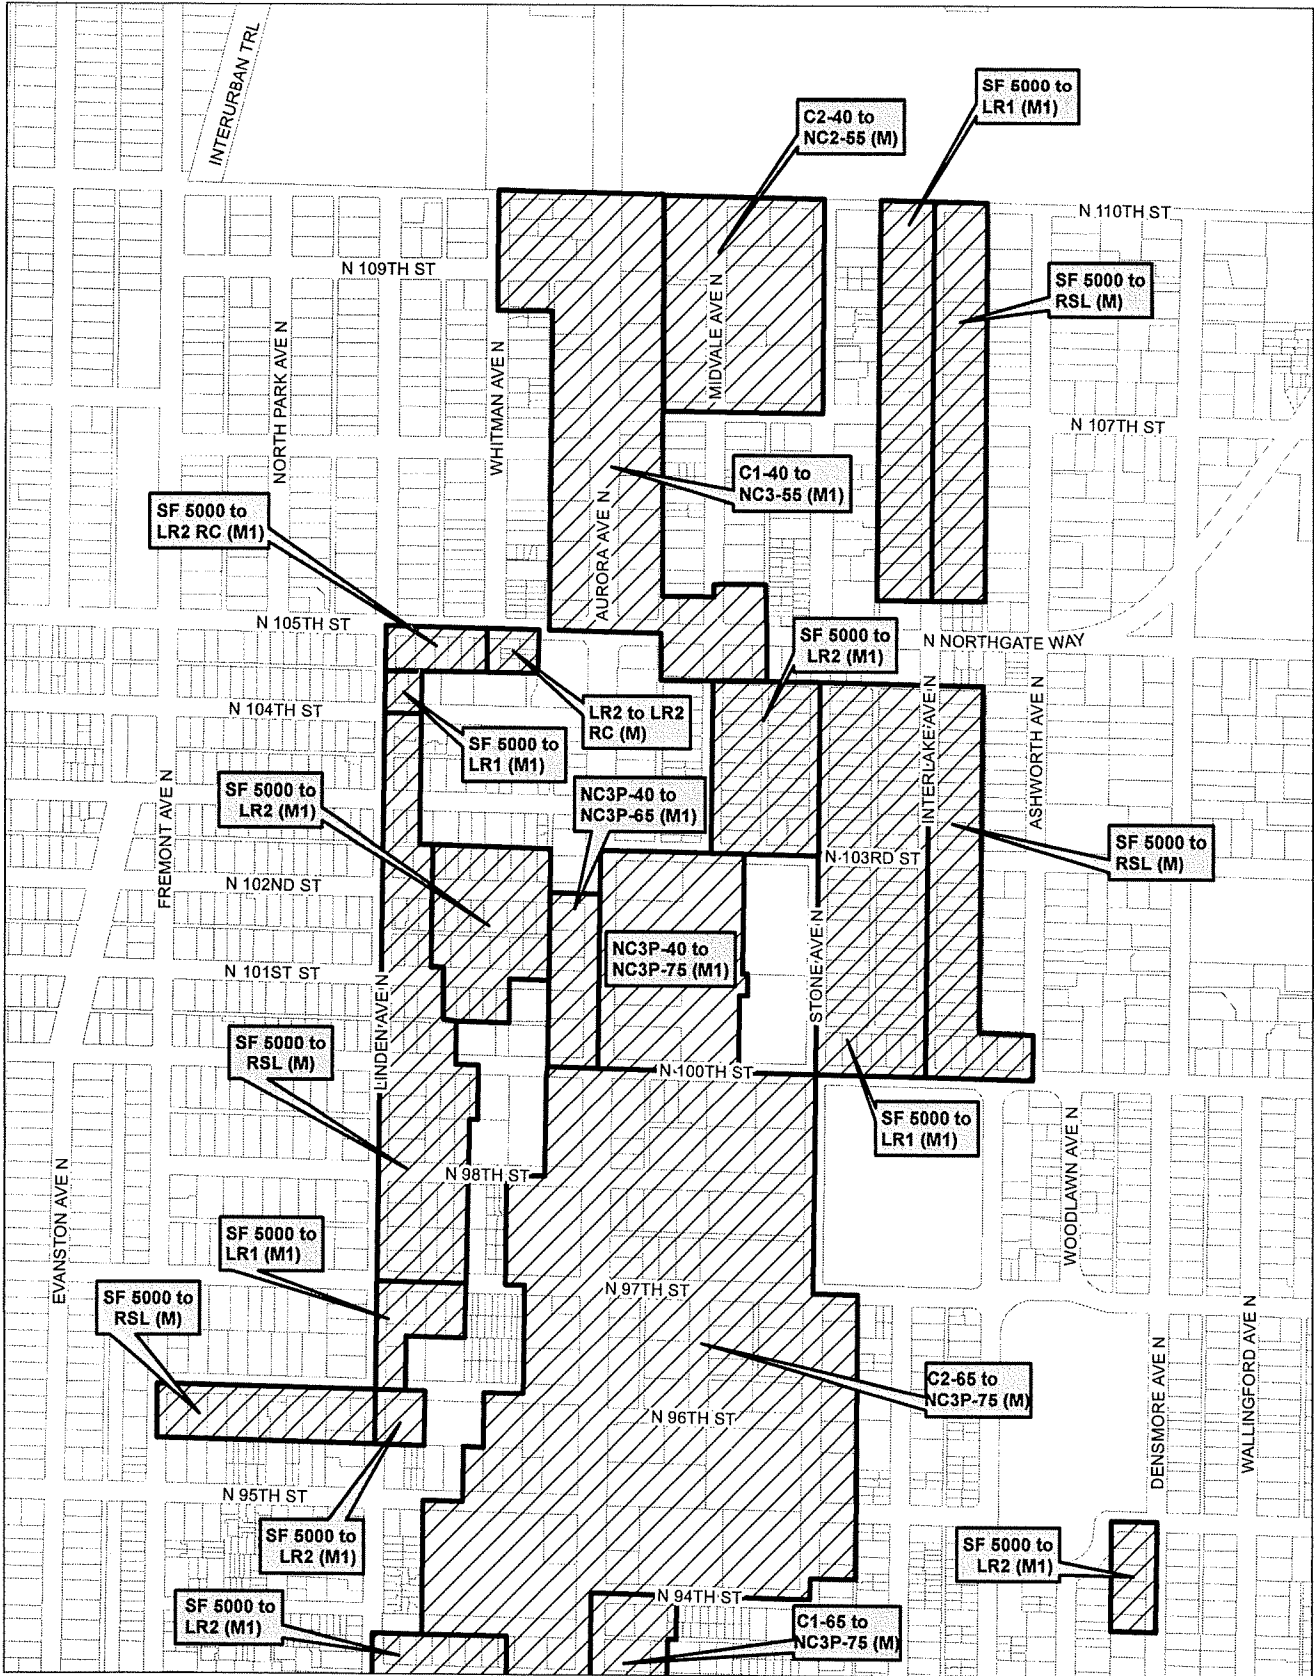 INTERURBAN TRL
SF 5000 to
LR1 (M1)
C2-40 to
NC2-55 (M)
N 110TH ST
N 109TH ST
SF 5000 to
RSL (M)
NORTH PARK AVE N
WHITMAN AVE N
MIDVALE AVE N
N 107TH ST
C1-40 to
NC3-55 (M1)
SF 5000 to
LR2 RC (M1)
AURORA AVE N
N 105TH ST
SF 5000 to
LR2 (M1)
N NORTHGATE WAY
N 104TH ST
LR2 to LR2
RC (M)
SF 5000 to
LR1 (M1)
INTERLAKE AVE N
ASHWORTH AVE N
FREMONT AVE N
SF 5000 to
LR2 (M1)
NC3P-40 to
NC3P-65 (M1)
SF 5000 to
RSL (M)
N 103RD ST
N 102ND ST
NC3P-40 to
NC3P-75 (M1)
N 101ST ST
STONE AVE N
LINDEN AVE N
SF 5000 to
RSL (M)
N 100TH ST
SF 5000 to
LR1 (M1)
N 98TH ST
WOODLAWN AVE N
EVANSTON AVE N
SF 5000 to
LR1 (M1)
SF 5000 to
RSL (M)
N 97TH ST
C2-65 to
NC3P-75 (M)
N 96TH ST
DENSMORE AVE N
WALLINGFORD AVE N
N 95TH ST
SF 5000 to
LR2 (M1)
SF 5000 to
LR2 (M1)
SF 5000 to
LR2 (M1)
N 94TH ST
C1-65 to
NC3P-75 (M)